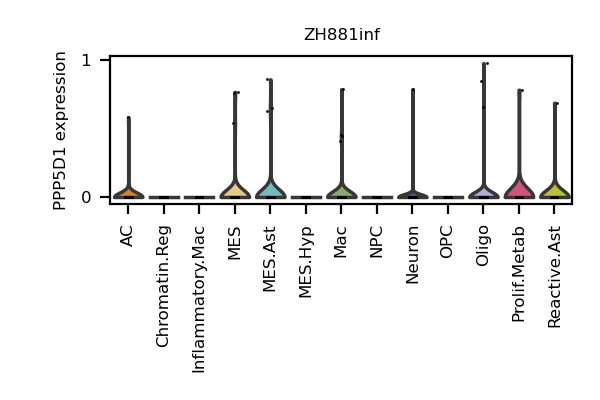 ZH881inf
PPP5D1 expression
1
0
AC
Chromatin.Reg
Inflammatory.Mac
MES
MES.Ast
MES.Hyp
Mac
NPC
Neuron
OPC
Oligo
Prolif.Metab
Reactive.Ast